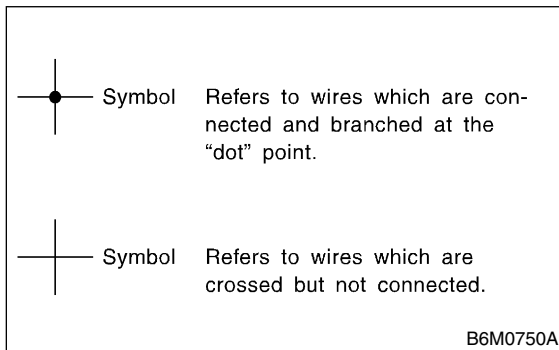 Symbol Refers to wires which are con-
nected and branched at the
“dot” point.
Symbol Refers to wires which are
crossed but not connected.
B6M0750A